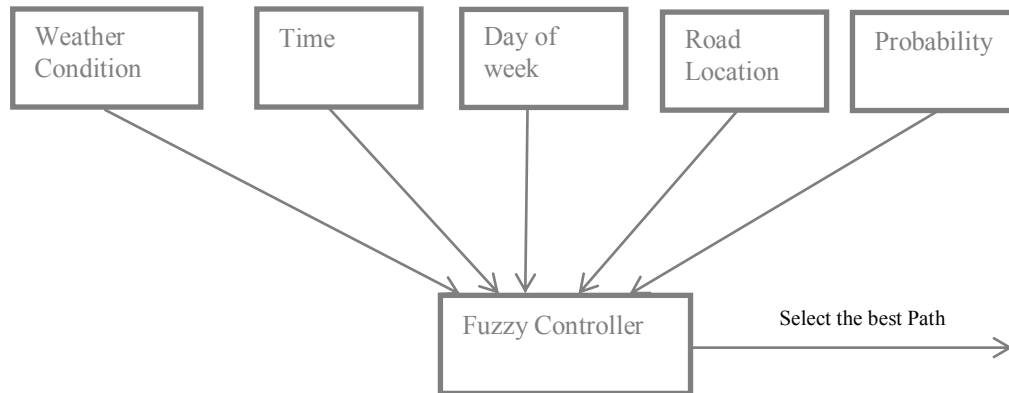 Weather
Condition
Time
Day of
week
Road
Location
Probability
Fuzzy Controller
Select the best Path